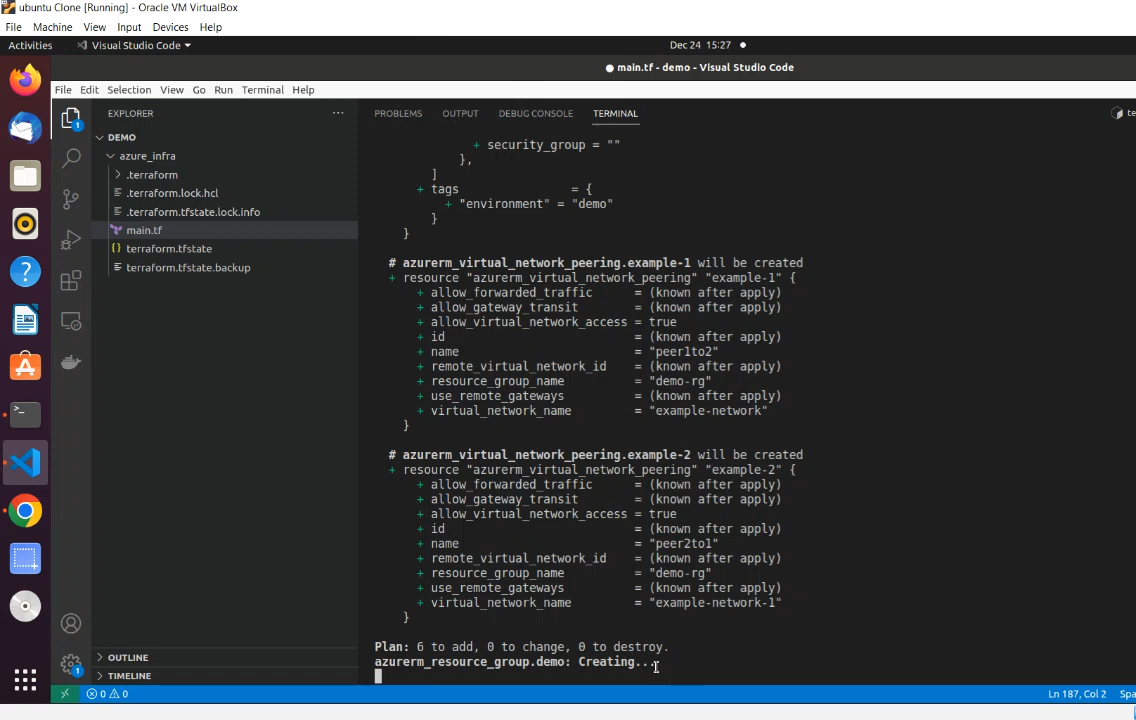 ubuntu Clone [Running] - Oracle VM VirtualBox
File Machine View Input Devices Help
Activities Visual Studio Code Dec 24 15:27
● main.tf - demo - Visual Studio Code
File Edit Selection View Go Run Terminal Help
EXPLORER ...
DEMO
azure_infra
.terraform
.terraform.lock.hcl
.terraform.tfstate.lock.info
main.tf
{} terraform.tfstate
terraform.tfstate.backup
OUTLINE
TIMELINE
1
1
PROBLEMS OUTPUT DEBUG CONSOLE TERMINAL te
+ security_group = ""
},
]
+ tags = {
+ "environment" = "demo"
}
}
# azurerm_virtual_network_peering.example-1 will be created
+ resource "azurerm_virtual_network_peering" "example-1" {
+ allow_forwarded_traffic = (known after apply)
+ allow_gateway_transit = (known after apply)
+ allow_virtual_network_access = true
+ id = (known after apply)
+ name = "peer1to2"
+ remote_virtual_network_id = (known after apply)
+ resource_group_name = "demo-rg"
+ use_remote_gateways = (known after apply)
+ virtual_network_name = "example-network"
}
# azurerm_virtual_network_peering.example-2 will be created
+ resource "azurerm_virtual_network_peering" "example-2" {
+ allow_forwarded_traffic = (known after apply)
+ allow_gateway_transit = (known after apply)
+ allow_virtual_network_access = true
+ id = (known after apply)
+ name = "peer2to1"
+ remote_virtual_network_id = (known after apply)
+ resource_group_name = "demo-rg"
+ use_remote_gateways = (known after apply)
+ virtual_network_name = "example-network-1"
}
Plan: 6 to add, 0 to change, 0 to destroy.
azurerm_resource_group.demo: Creating...
0 0 Ln 187, Col 2 Spa